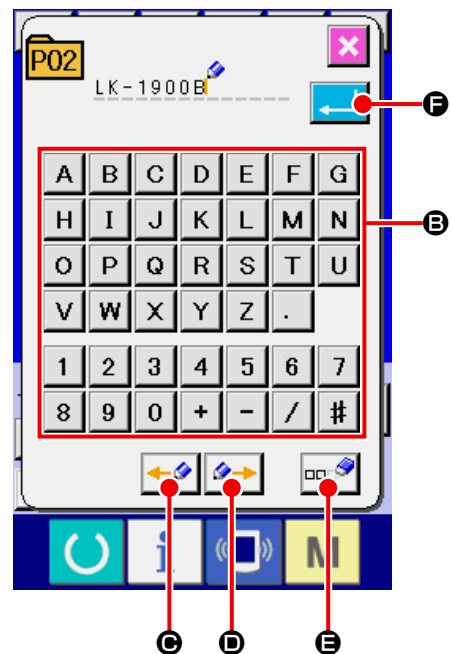 P02
LK-1900B
F
A B C D E F G
H I J K L M N
B
O P Q R S T U
V W X Y Z .
1 2 3 4 5 6 7
8 9 0 + - / #
i M
C D E